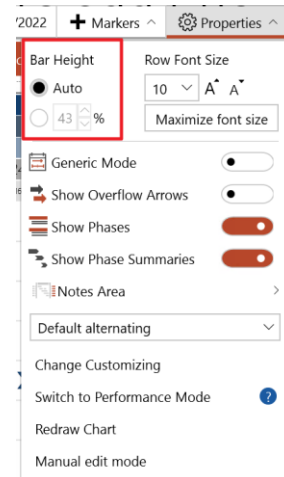 /2022 + Markers Properties
Bar Height Row Font Size
Auto 10 A A
43 % Maximize font size
Generic Mode
Show Overflow Arrows
Show Phases
Show Phase Summaries
Notes Area
Default alternating
Change Customizing
Switch to Performance Mode ?
Redraw Chart
Manual edit mode